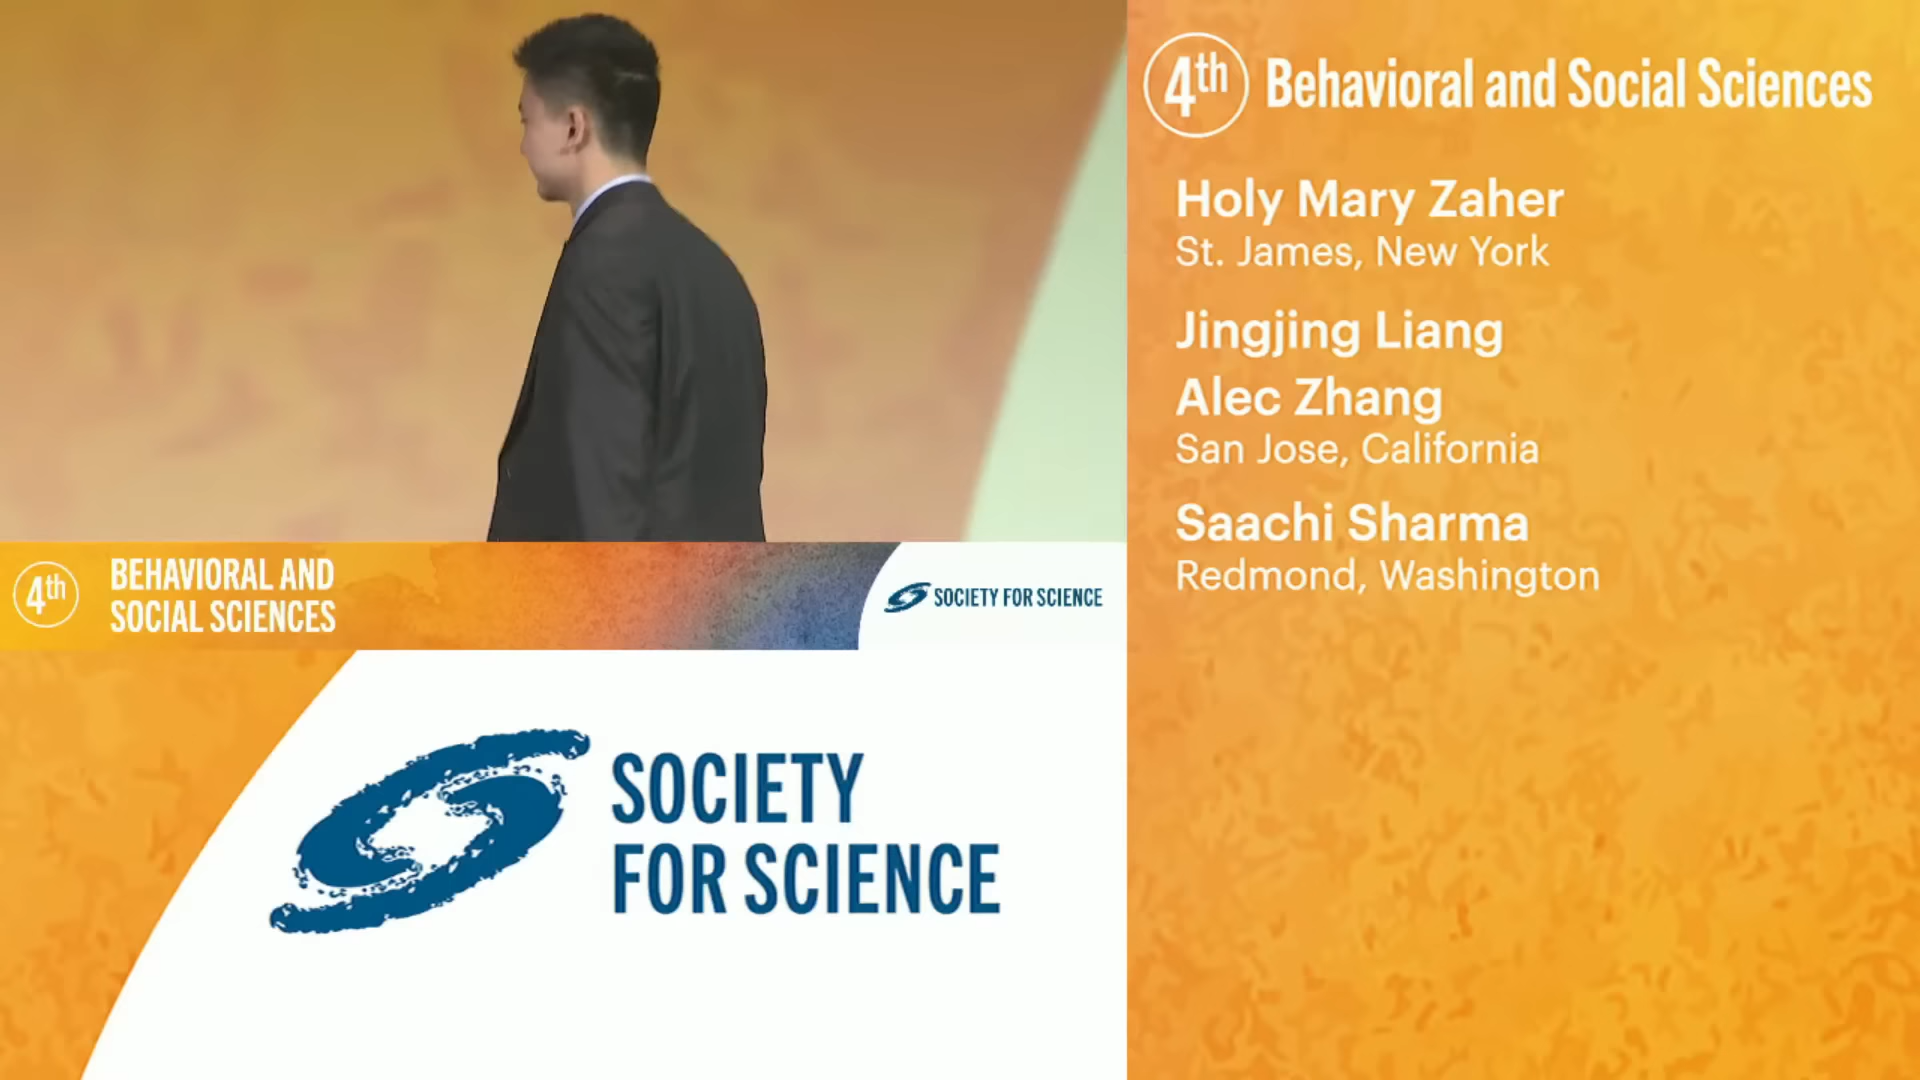 4th Behavioral and Social Sciences
Holy Mary Zaher
St. James, New York
Jingjing Liang
Alec Zhang
San Jose, California
Saachi Sharma
Redmond, Washington
4th
BEHAVIORAL AND
SOCIAL SCIENCES
SOCIETY FOR SCIENCE
SOCIETY
FOR SCIENCE